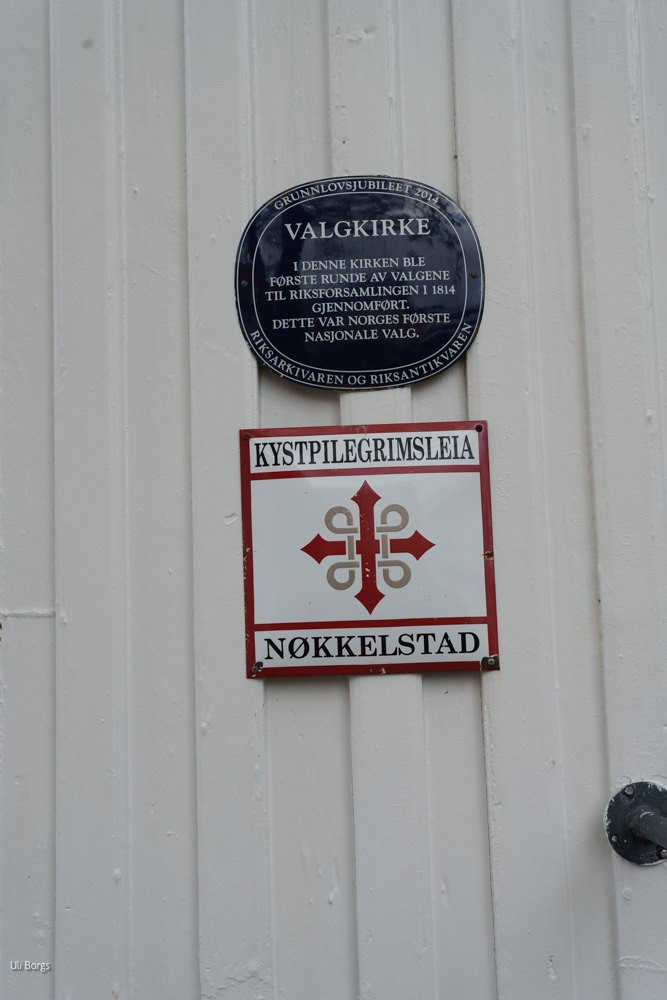 GRUNNLOVSJUBILEET 2014
VALGKIRKE
I DENNE KIRKEN BLE
FØRSTE RUNDE AV VALGENE
TIL RIKSFORSAMLINGEN I 1814
GJENNOMFØRT.
DETTE VAR NORGES FØRSTE
NASJONALE VALG.
RIKSARKIVAREN OG RIKSANTIKVAREN
KYSTPILEGRIMSLEIA
NØKKELSTAD
Uli Borgs